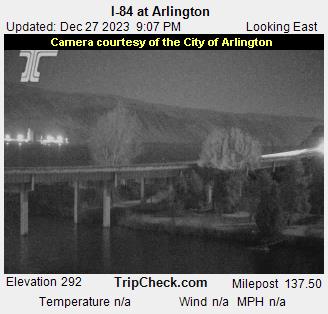 I-84 at Arlington
Updated: Dec 27 2023 9:07 PM Looking East
Camera courtesy of the City of Arlington
Elevation 292 TripCheck.com Milepost 137.50
Temperature n/a Wind n/a MPH n/a